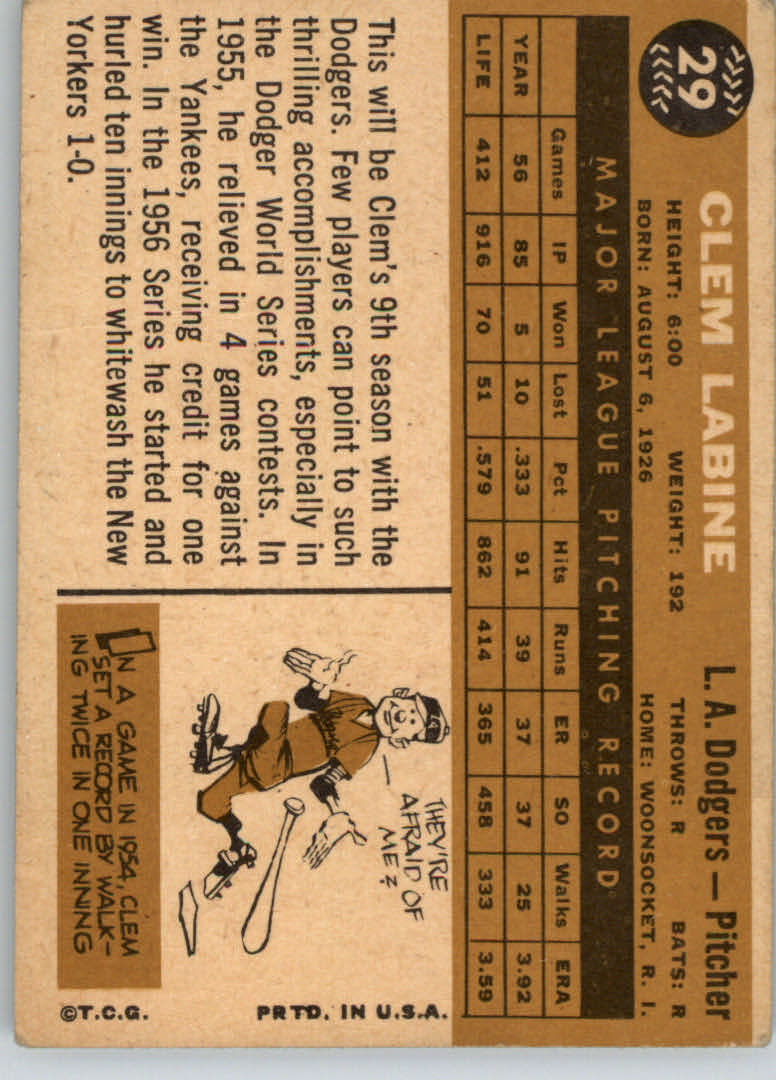 29
CLEM LABINE
L. A. Dodgers — Pitcher
HEIGHT: 6:00 WEIGHT: 192 THROWS: R BATS: R
BORN: AUGUST 6, 1926 HOME: WOONSOCKET, R. I.
MAJOR LEAGUE PITCHING RECORD
Games IP Won Lost Pct Hits Runs ER SO Walks ERA
YEAR 56 85 5 10 .333 91 39 37 37 25 3.92
LIFE 412 916 70 51 .579 862 414 365 458 333 3.59
This will be Clem's 9th season with the
Dodgers. Few players can point to such
thrilling accomplishments, especially in
the Dodger World Series contests. In
1955, he relieved in 4 games against
the Yankees, receiving credit for one
win. In the 1956 Series he started and
hurled ten innings to whitewash the New
Yorkers 1-0.
THEY'RE
AFRAID OF
ME?
IN A GAME IN 1954, CLEM
SET A RECORD BY WALK-
ING TWICE IN ONE INNING
©T.C.G. PRTD. IN U.S.A.